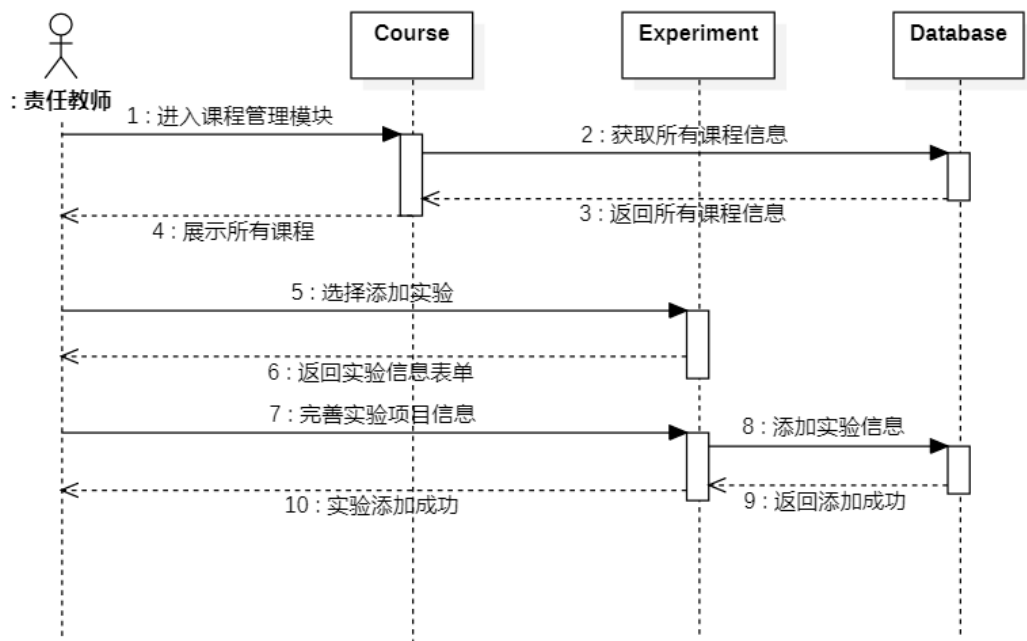 Course
Experiment
Database
: 责任教师
1 : 进入课程管理模块
2 : 获取所有课程信息
3 : 返回所有课程信息
4 : 展示所有课程
5 : 选择添加实验
6 : 返回实验信息表单
7 : 完善实验项目信息
8 : 添加实验信息
9 : 返回添加成功
10 : 实验添加成功